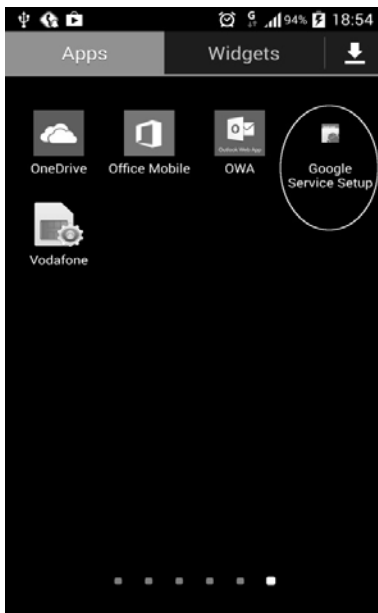 G 94% 18:54
Apps Widgets
OneDrive Office Mobile OWA Google
Service Setup
Vodafone